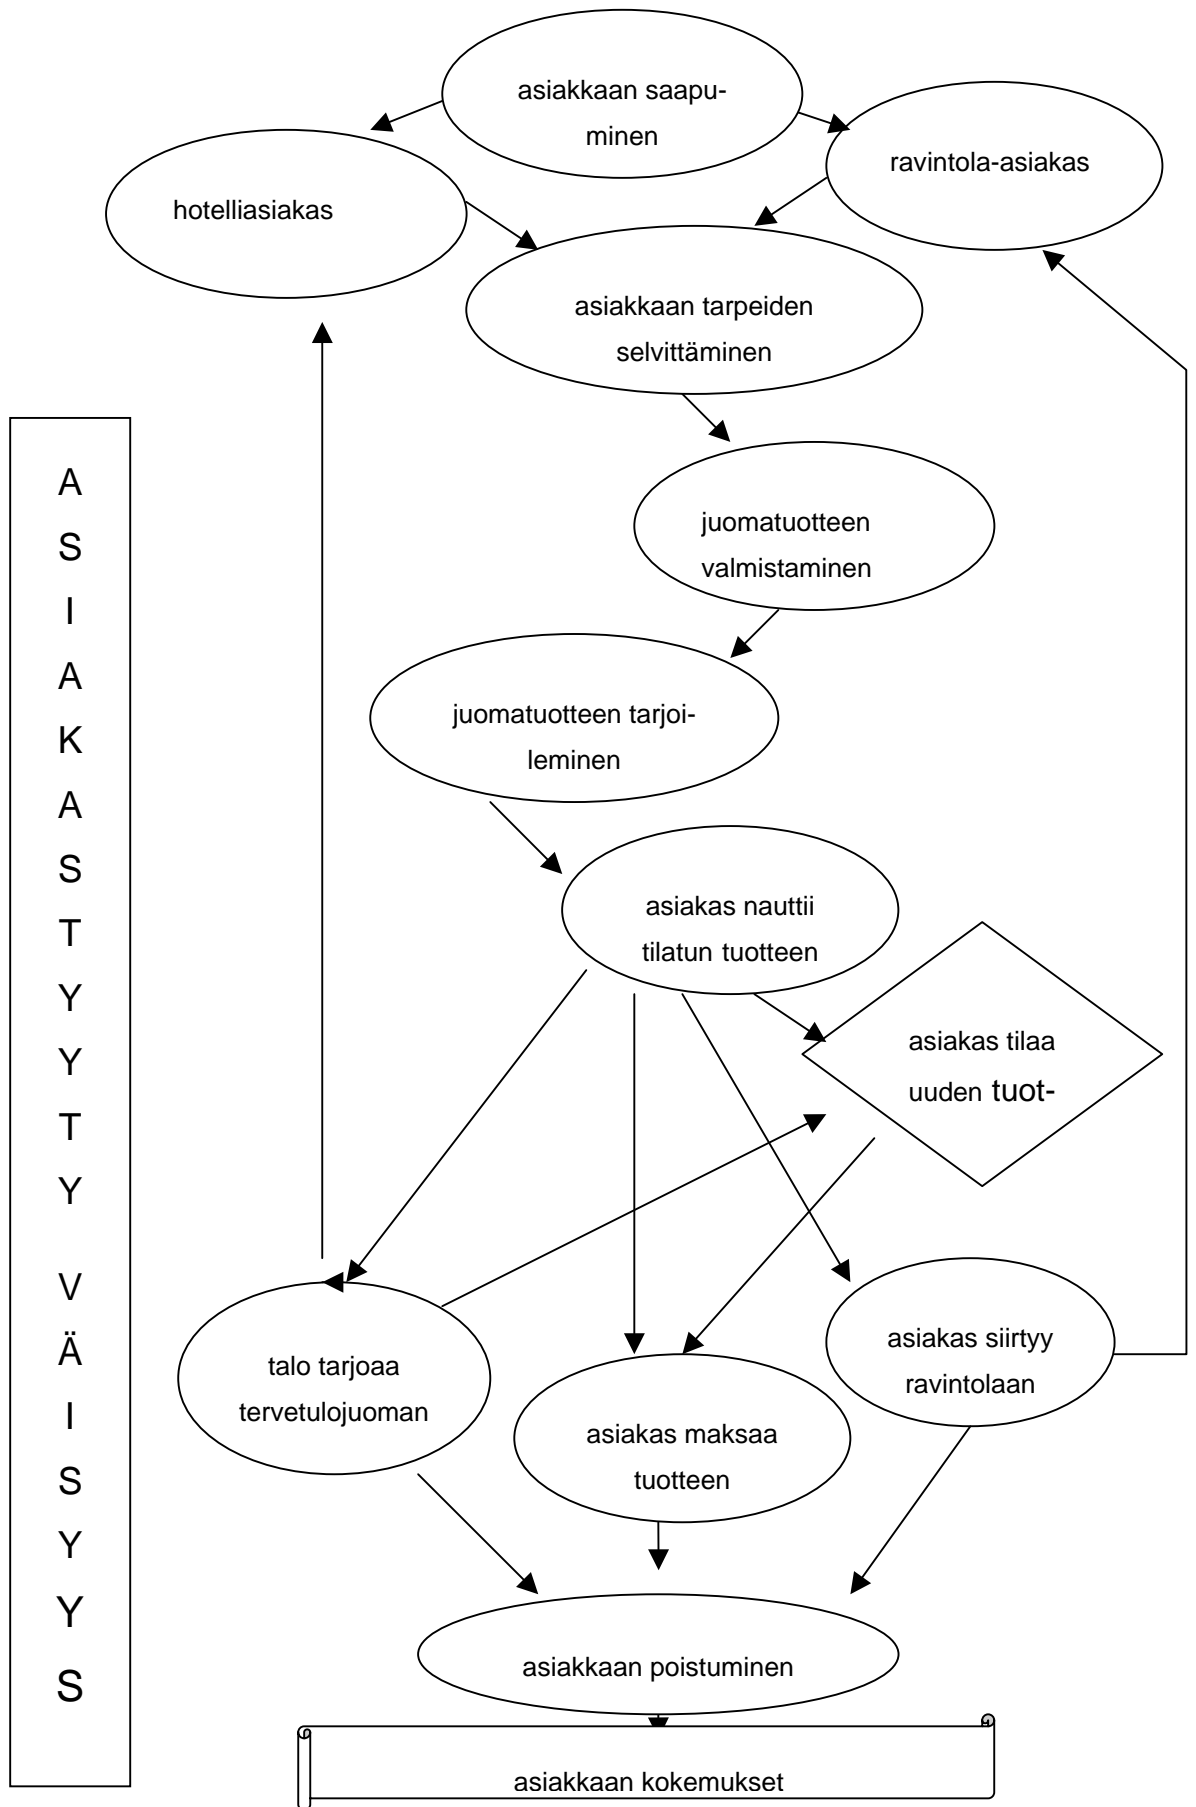 asiakkaan saapu-
minen
ravintola-asiakas
hotelliasiakas
asiakkaan tarpeiden
selvittäminen
juomatuotteen
valmistaminen
juomatuotteen tarjoi-
leminen
asiakas nauttii
tilatun tuotteen
asiakas tilaa
uuden tuot-
asiakas siirtyy
ravintolaan
talo tarjoaa
tervetulojuoman
asiakas maksaa
tuotteen
asiakkaan poistuminen
asiakkaan kokemukset
A
S
I
A
K
A
S
T
Y
Y
T
Y
V
Ä
I
S
Y
Y
S